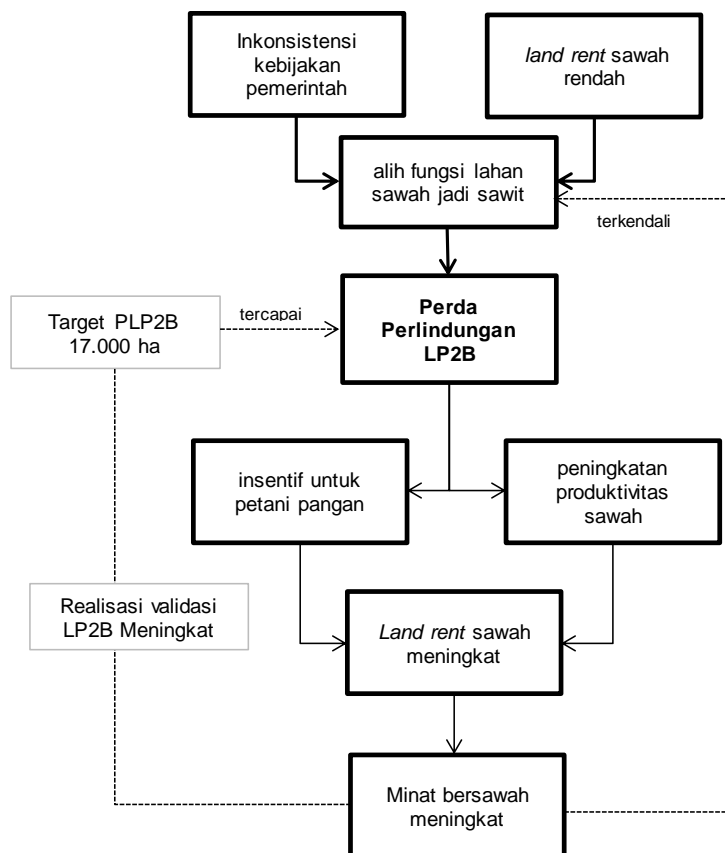 Inkonsistensi
kebijakan
pemerintah
land rent sawah
rendah
alih fungsi lahan
sawah jadi sawit
terkendali
Target PLP2B
17.000 ha
tercapai
Perda
Perlindungan
LP2B
insentif untuk
petani pangan
peningkatan
produktivitas
sawah
Realisasi validasi
LP2B Meningkat
Land rent sawah
meningkat
Minat bersawah
meningkat